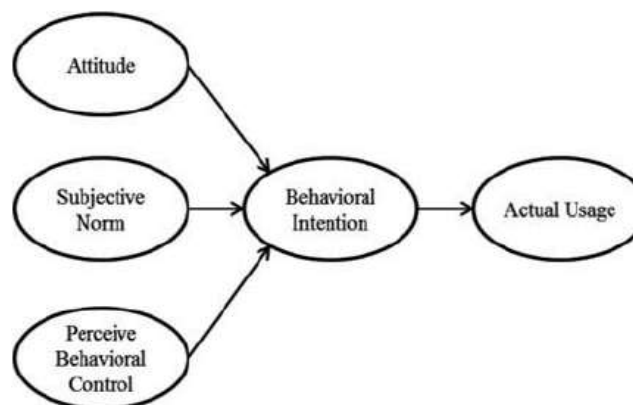 Attitude
Subjective
Norm
Behavioral
Intention
Actual Usage
Perceive
Behavioral
Control